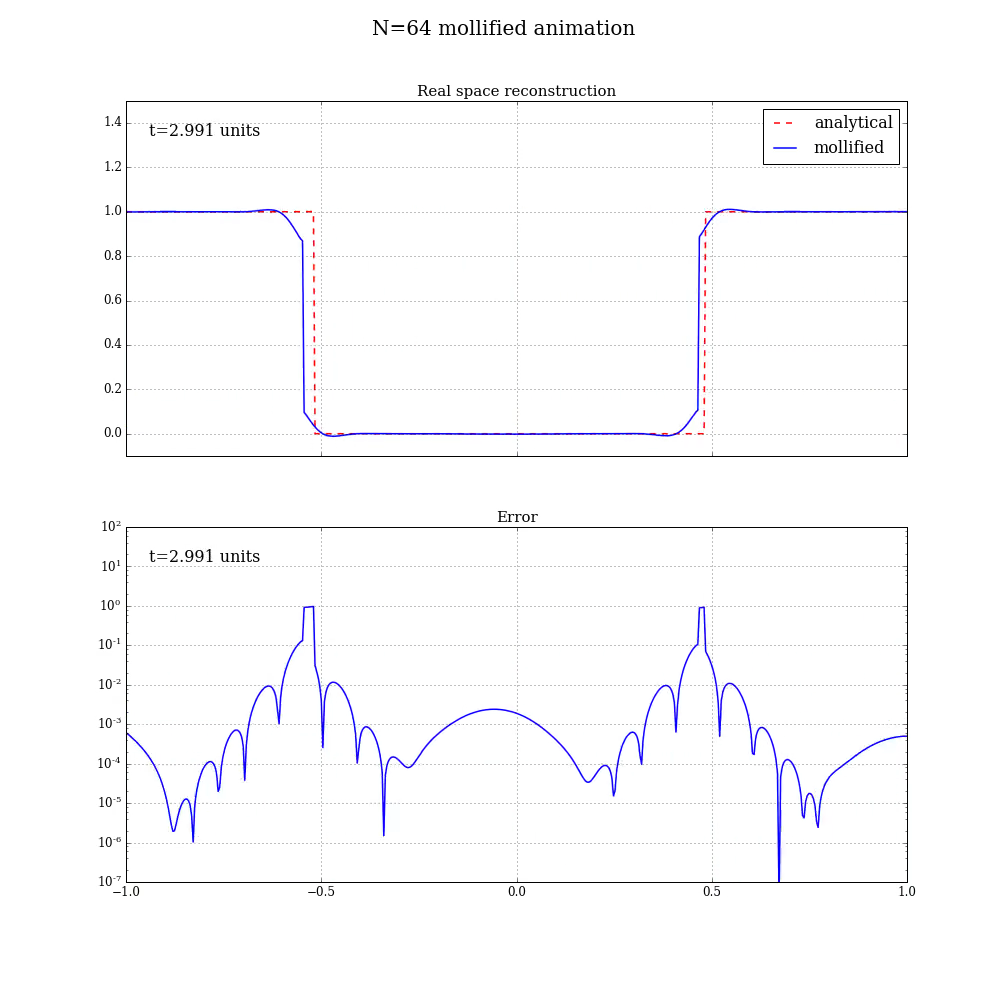 N=64 mollified animation
Real space reconstruction
t=2.991 units
analytical
mollified
1.4
1.2
1.0
0.8
0.6
0.4
0.2
0.0
Error
t=2.991 units
10²
10¹
10⁰
10⁻¹
10⁻²
10⁻³
10⁻⁴
10⁻⁵
10⁻⁶
10⁻⁷
−1.0 −0.5 0.0 0.5 1.0